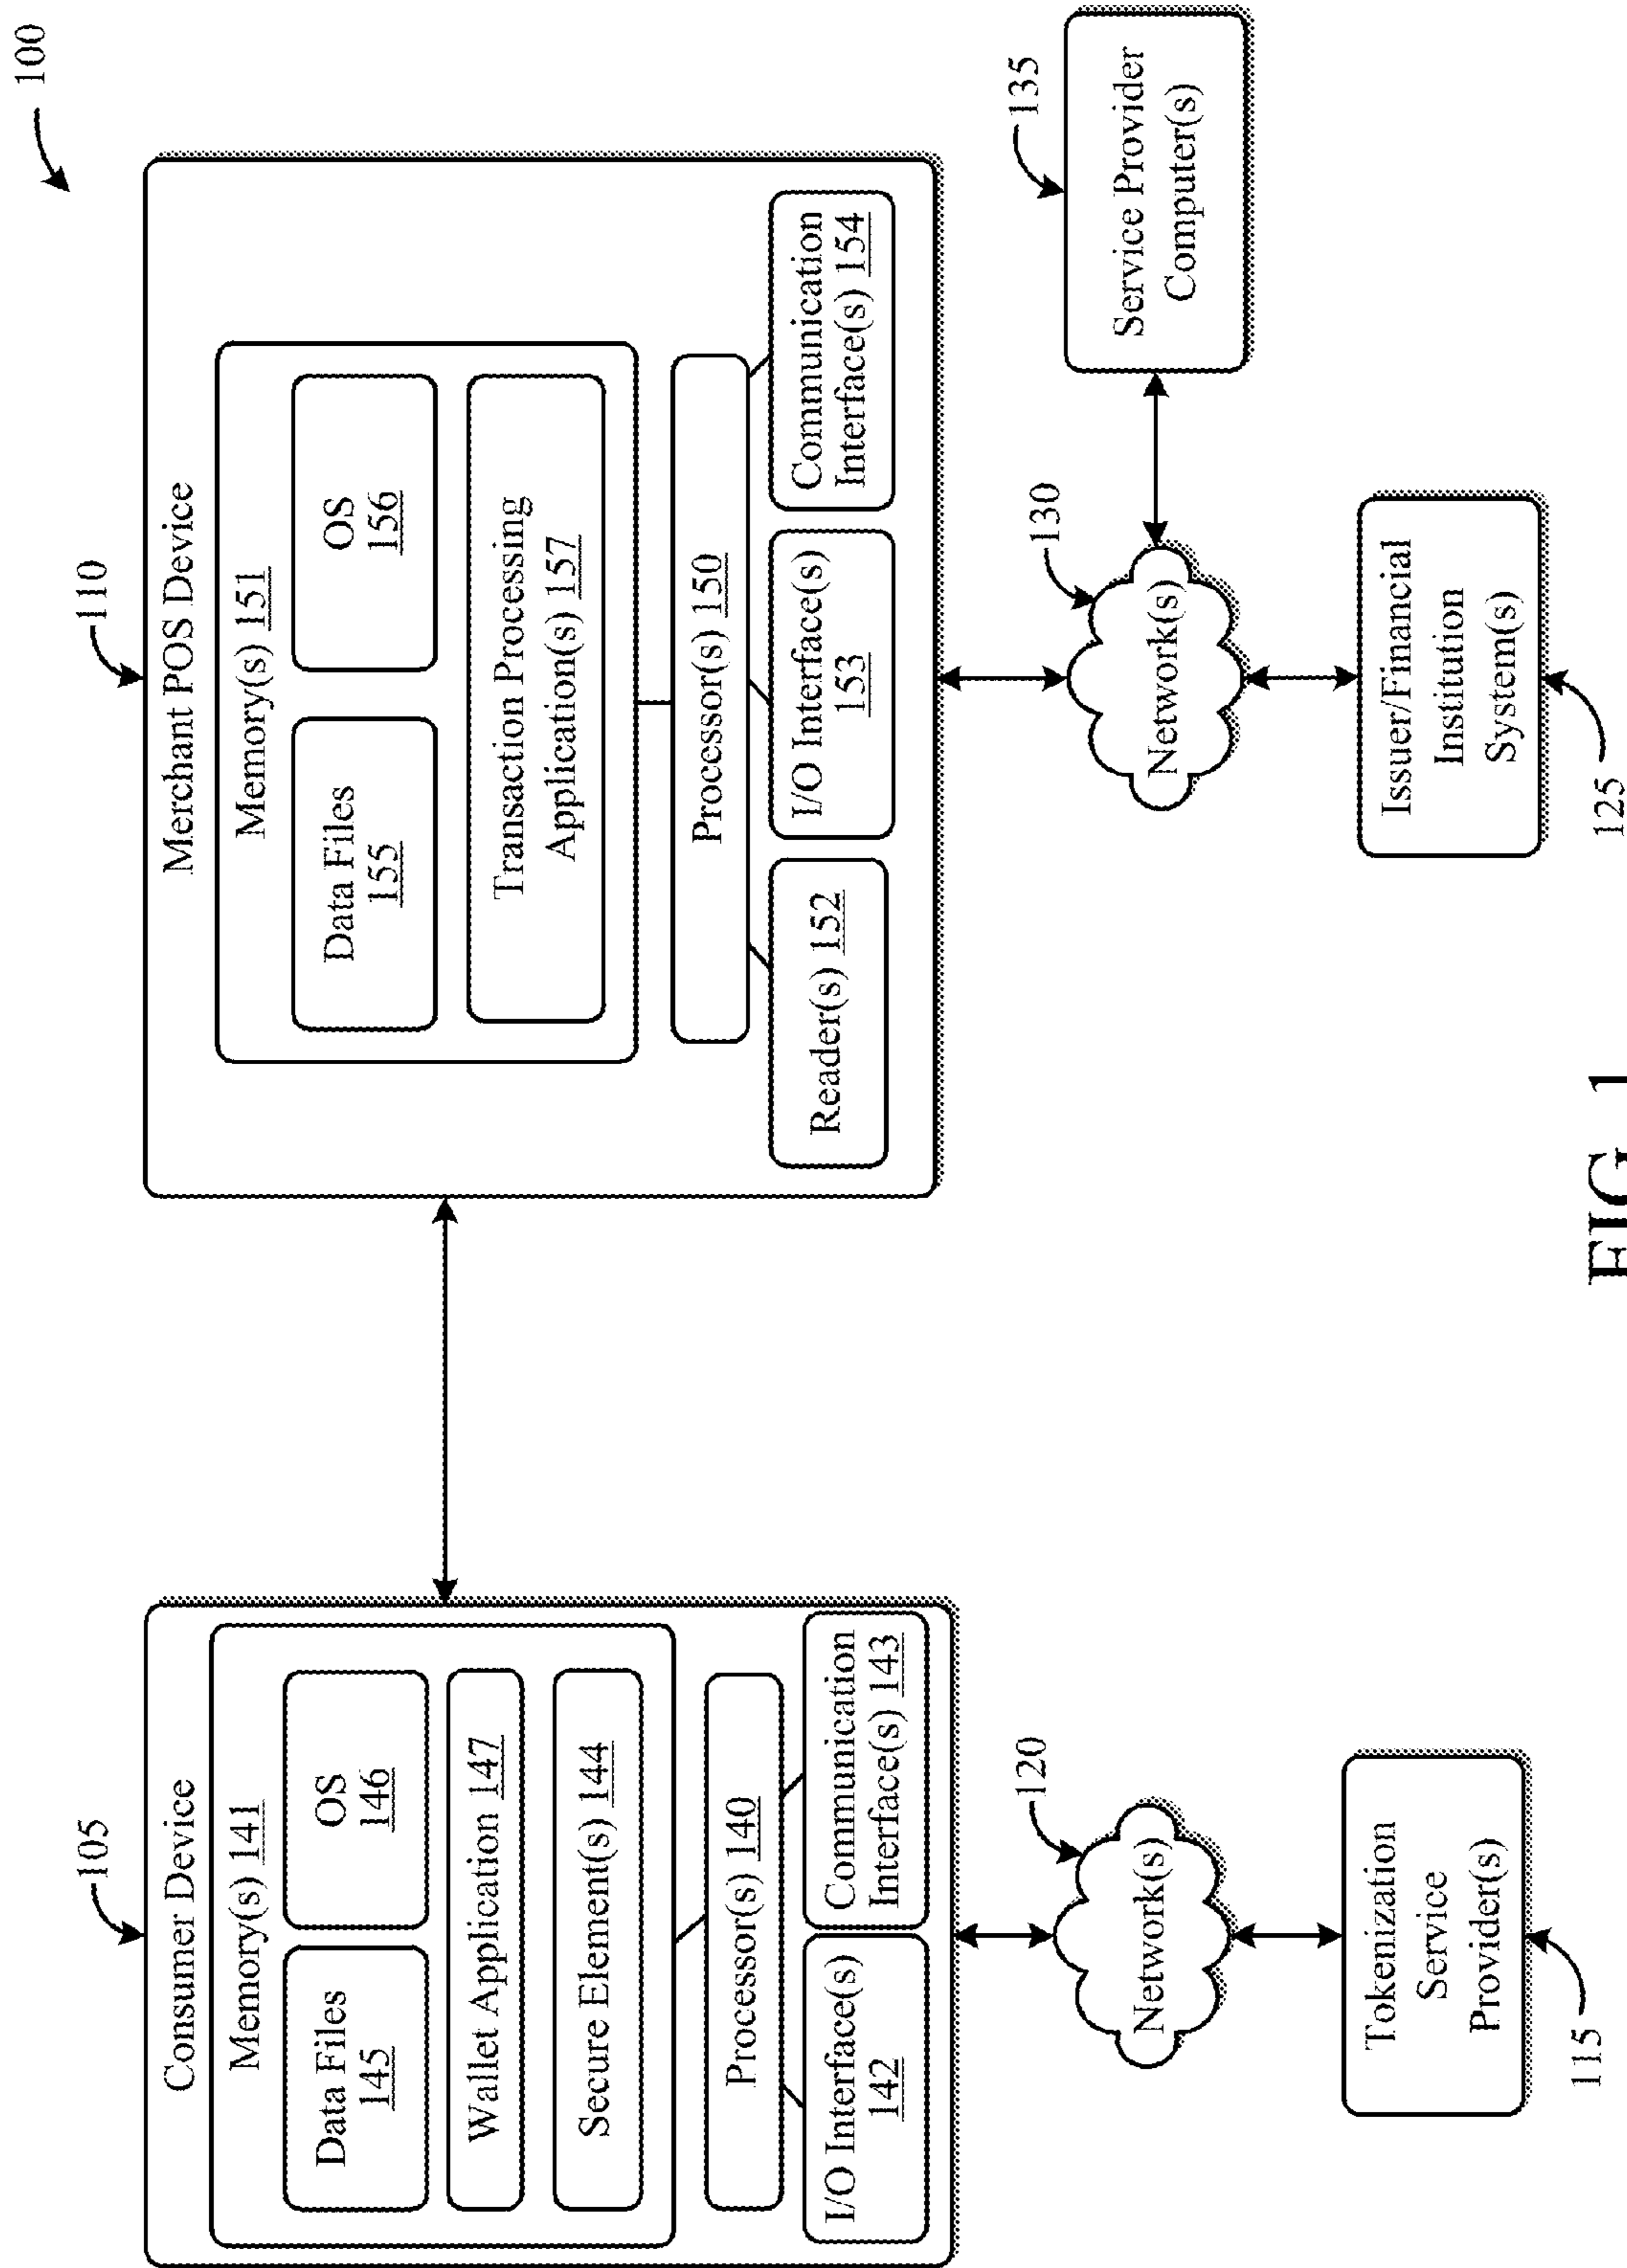 100
105
Consumer Device
Memory(s) 141
Data Files
145
OS
146
Wallet Application 147
Secure Element(s) 144
Processor(s) 140
I/O Interface(s)
142
Communication
Interface(s) 143
120
Network(s)
Tokenization
Service
Provider(s)
115
110
Merchant POS Device
Memory(s) 151
Data Files
155
OS
156
Transaction Processing
Application(s) 157
Processor(s) 150
Reader(s) 152
I/O Interface(s)
153
Communication
Interface(s) 154
130
Network(s)
135
Service Provider
Computer(s)
Issuer/Financial
Institution
System(s)
125
FIG. 1